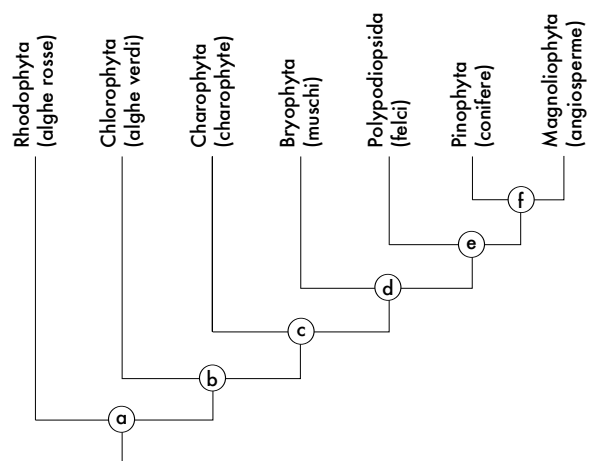 Rhodophyta
(alghe rosse)
Chlorophyta
(alghe verdi)
Charophyta
(charophyte)
Bryophyta
(muschi)
Polypodiopsida
(felci)
Pinophyta
(conifere)
Magnoliophyta
(angiosperme)
f
e
d
c
b
a